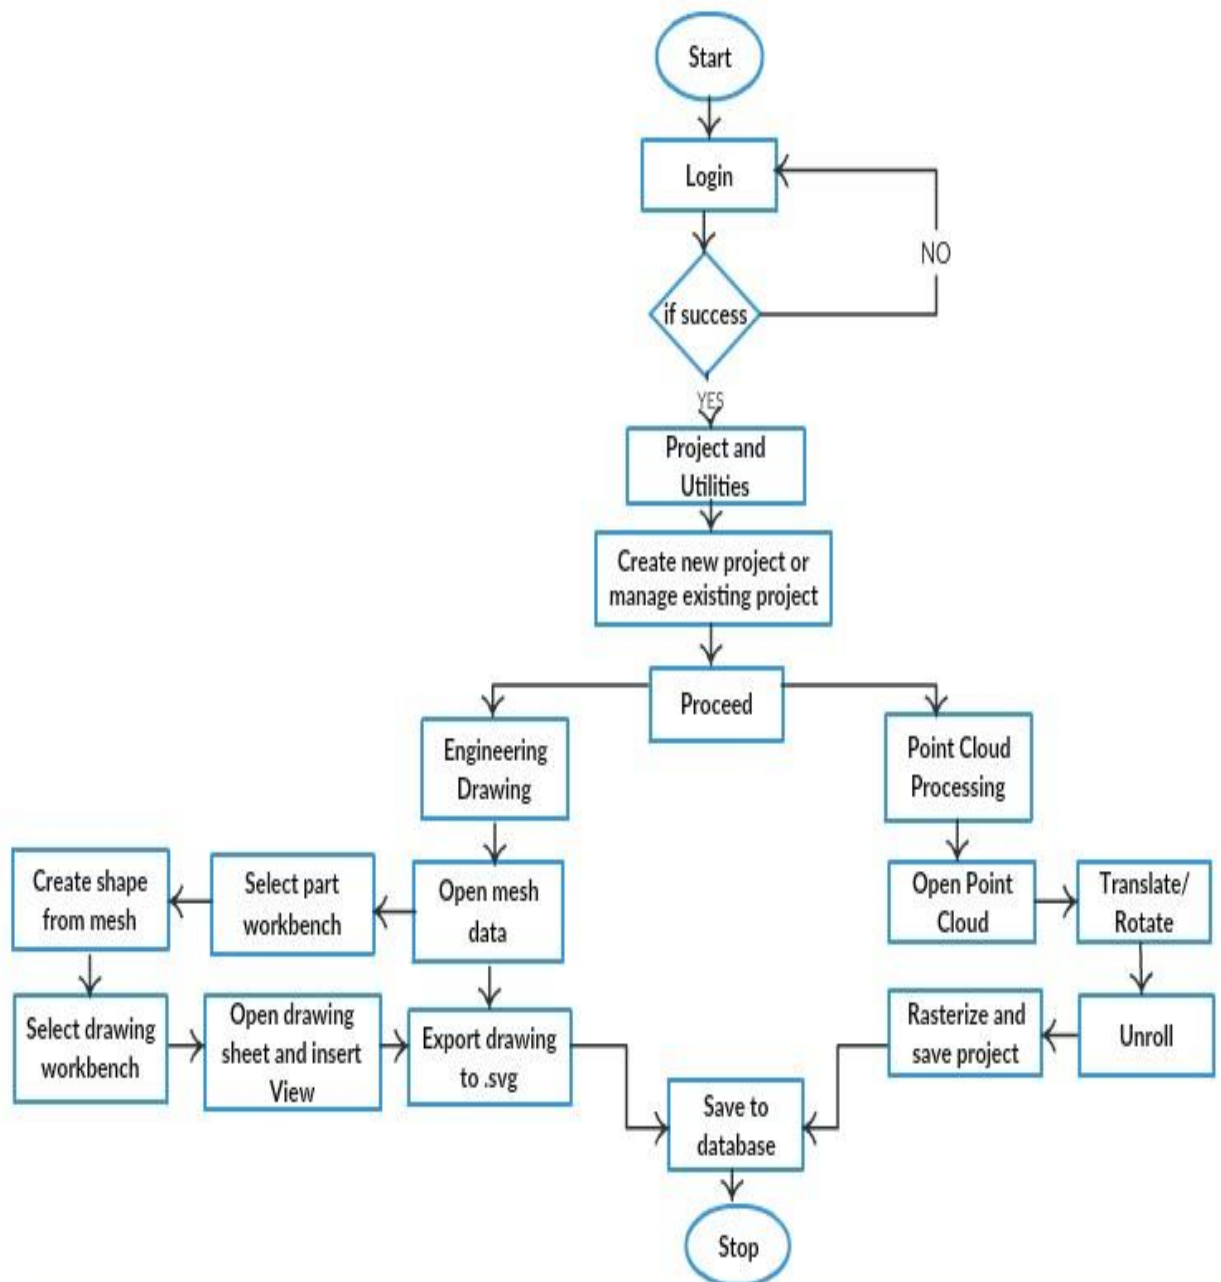 Start
Login
NO
if success
YES
Project and
Utilities
Create new project or
manage existing project
Proceed
Engineering
Drawing
Point Cloud
Processing
Create shape
from mesh
Select part
workbench
Open mesh
data
Open Point
Cloud
Translate/
Rotate
Select drawing
workbench
Open drawing
sheet and insert
View
Export drawing
to .svg
Rasterize and
save project
Unroll
Save to
database
Stop